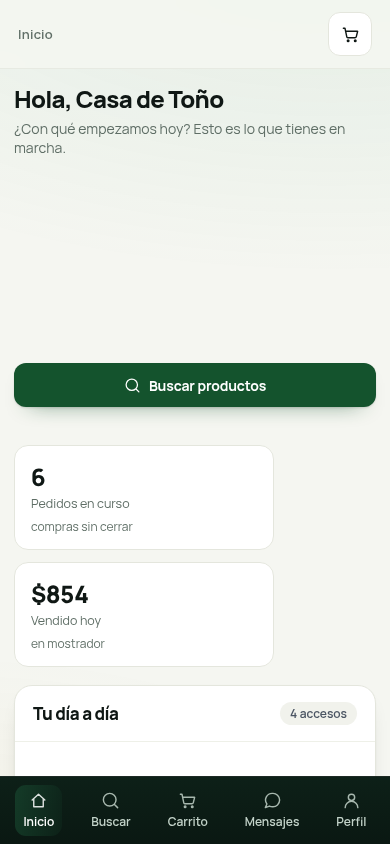 Inicio
Hola, Casa de Toño
¿Con qué empezamos hoy? Esto es lo que tienes en
marcha.
Buscar productos
6
Pedidos en curso
compras sin cerrar
$854
Vendido hoy
en mostrador
Tu día a día
4 accesos
Inicio
Buscar
Carrito
Mensajes
Perfil